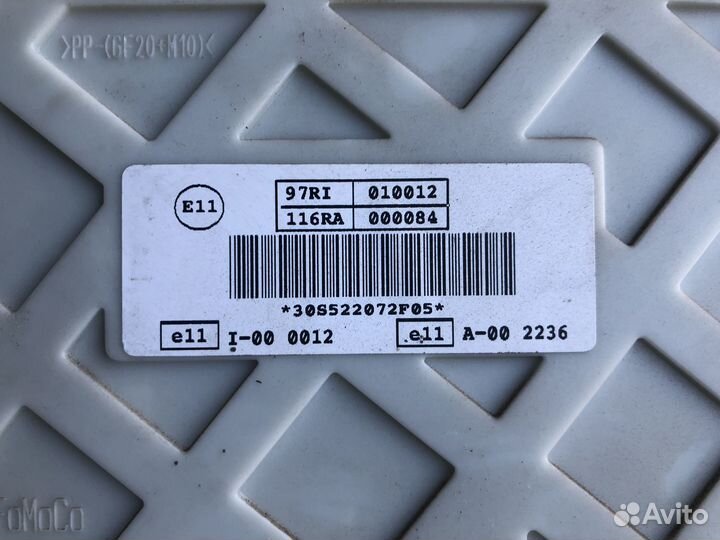 >PP-(GF20+M10)<
E11
97RI 010012
116RA 000084
*30S522072F05*
e11 I-00 0012 e11 A-00 2236
FoMoCo
Avito